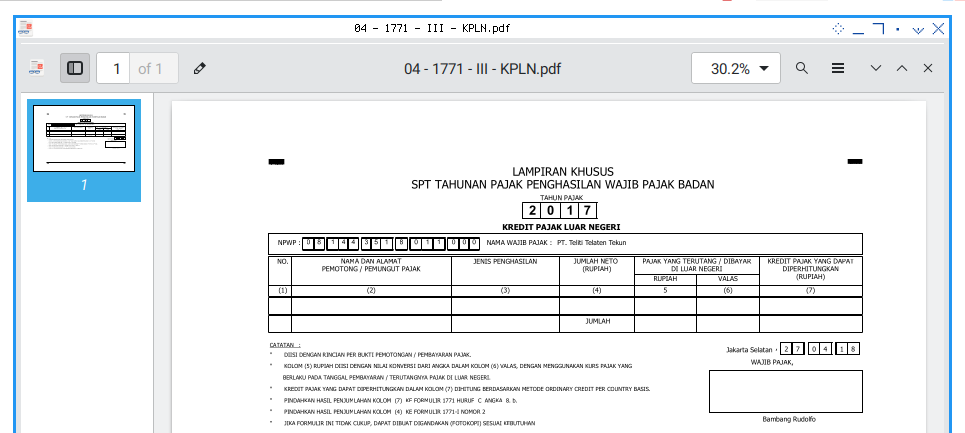 04 - 1771 - III - KPLN.pdf
1 of 1
04 - 1771 - III - KPLN.pdf
30.2%
1
LAMPIRAN KHUSUS
SPT TAHUNAN PAJAK PENGHASILAN WAJIB PAJAK BADAN
TAHUN PAJAK
2 0 1 7
KREDIT PAJAK LUAR NEGERI
NPWP : 0 8 1 4 4 3 5 1 8 0 1 1 0 0 0 NAMA WAJIB PAJAK : PT. Teliti Telaten Tekun
NO. NAMA DAN ALAMAT PEMOTONG / PEMUNGUT PAJAK JENIS PENGHASILAN JUMLAH NETO (RUPIAH) PAJAK YANG TERUTANG / DIBAYAR DI LUAR NEGERI KREDIT PAJAK YANG DAPAT DIPERHITUNGKAN (RUPIAH)
RUPIAH VALAS
(1) (2) (3) (4) 5 (6) (7)
JUMLAH
CATATAN :
* DIISI DENGAN RINCIAN PER BUKTI PEMOTONGAN / PEMBAYARAN PAJAK.
* KOLOM (5) RUPIAH DIISI DENGAN NILAI KONVERSI DARI ANGKA DALAM KOLOM (6) VALAS, DENGAN MENGGUNAKAN KURS PAJAK YANG
BERLAKU PADA TANGGAL PEMBAYARAN / TERUTANGNYA PAJAK DI LUAR NEGERI.
* KREDIT PAJAK YANG DAPAT DIPERHITUNGKAN DALAM KOLOM (7) DIHITUNG BERDASARKAN METODE ORDINARY CREDIT PER COUNTRY BASIS.
* PINDAHKAN HASIL PENJUMLAHAN KOLOM (7) KE FORMULIR 1771 HURUF C ANGKA 8. b.
* PINDAHKAN HASIL PENJUMLAHAN KOLOM (4) KE FORMULIR 1771-I NOMOR 2
* JIKA FORMULIR INI TIDAK CUKUP, DAPAT DIBUAT DIGANDAKAN (FOTOKOPI) SESUAI KEBUTUHAN
Jakarta Selatan , 2 7 0 4 1 8
WAJIB PAJAK,
Bambang Rudolfo